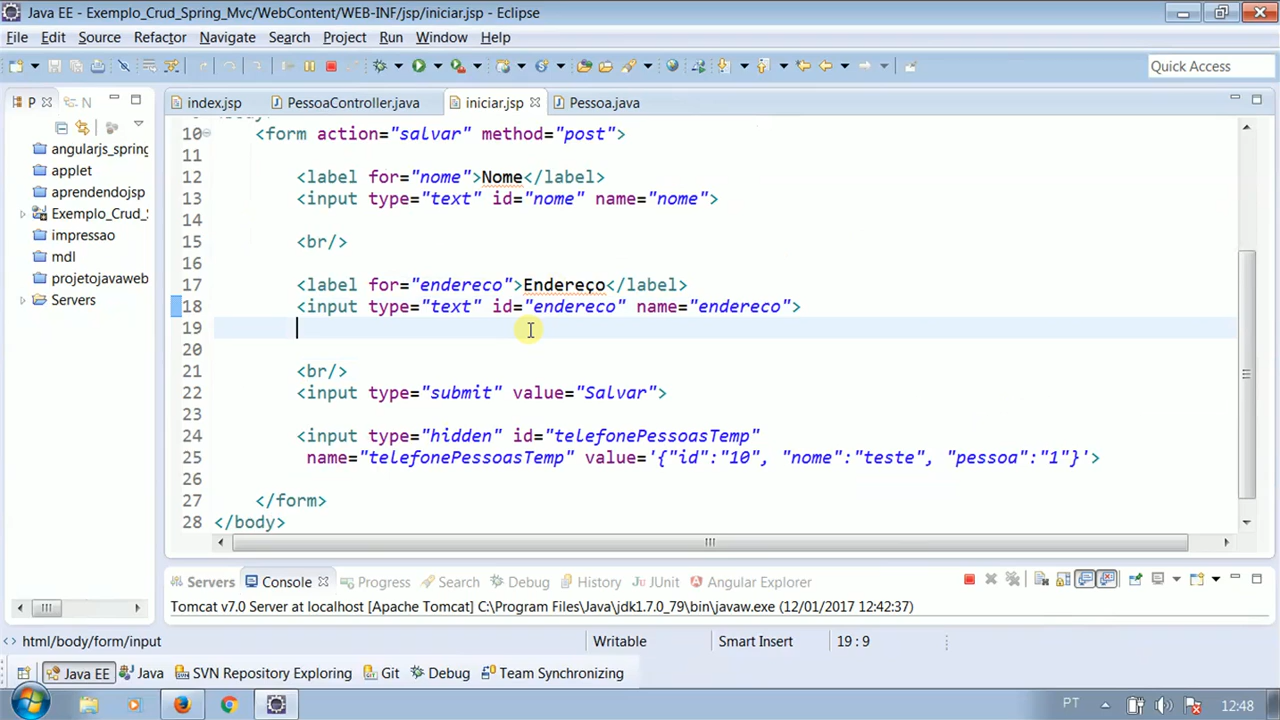 Java EE - Exemplo_Crud_Spring_Mvc/WebContent/WEB-INF/jsp/iniciar.jsp - Eclipse
File Edit Source Refactor Navigate Search Project Run Window Help
Quick Access
P N
index.jsp PessoaController.java iniciar.jsp Pessoa.java
angularjs_spring
applet
aprendendojsp
Exemplo_Crud_S
impressao
mdl
projetojavaweb
Servers
10 <form action="salvar" method="post">
11
12 <label for="nome">Nome</label>
13 <input type="text" id="nome" name="nome">
14
15 <br/>
16
17 <label for="endereco">Endereço</label>
18 <input type="text" id="endereco" name="endereco">
19
20
21 <br/>
22 <input type="submit" value="Salvar">
23
24 <input type="hidden" id="telefonePessoasTemp"
25 name="telefonePessoasTemp" value='{"id":"10", "nome":"teste", "pessoa":"1"}'>
26
27 </form>
28 </body>
Servers Console Progress Search Debug History JUnit Angular Explorer
Tomcat v7.0 Server at localhost [Apache Tomcat] C:\Program Files\Java\jdk1.7.0_79\bin\javaw.exe (12/01/2017 12:42:37)
html/body/form/input Writable Smart Insert 19 : 9
Java EE Java SVN Repository Exploring Git Debug Team Synchronizing
PT 12:48